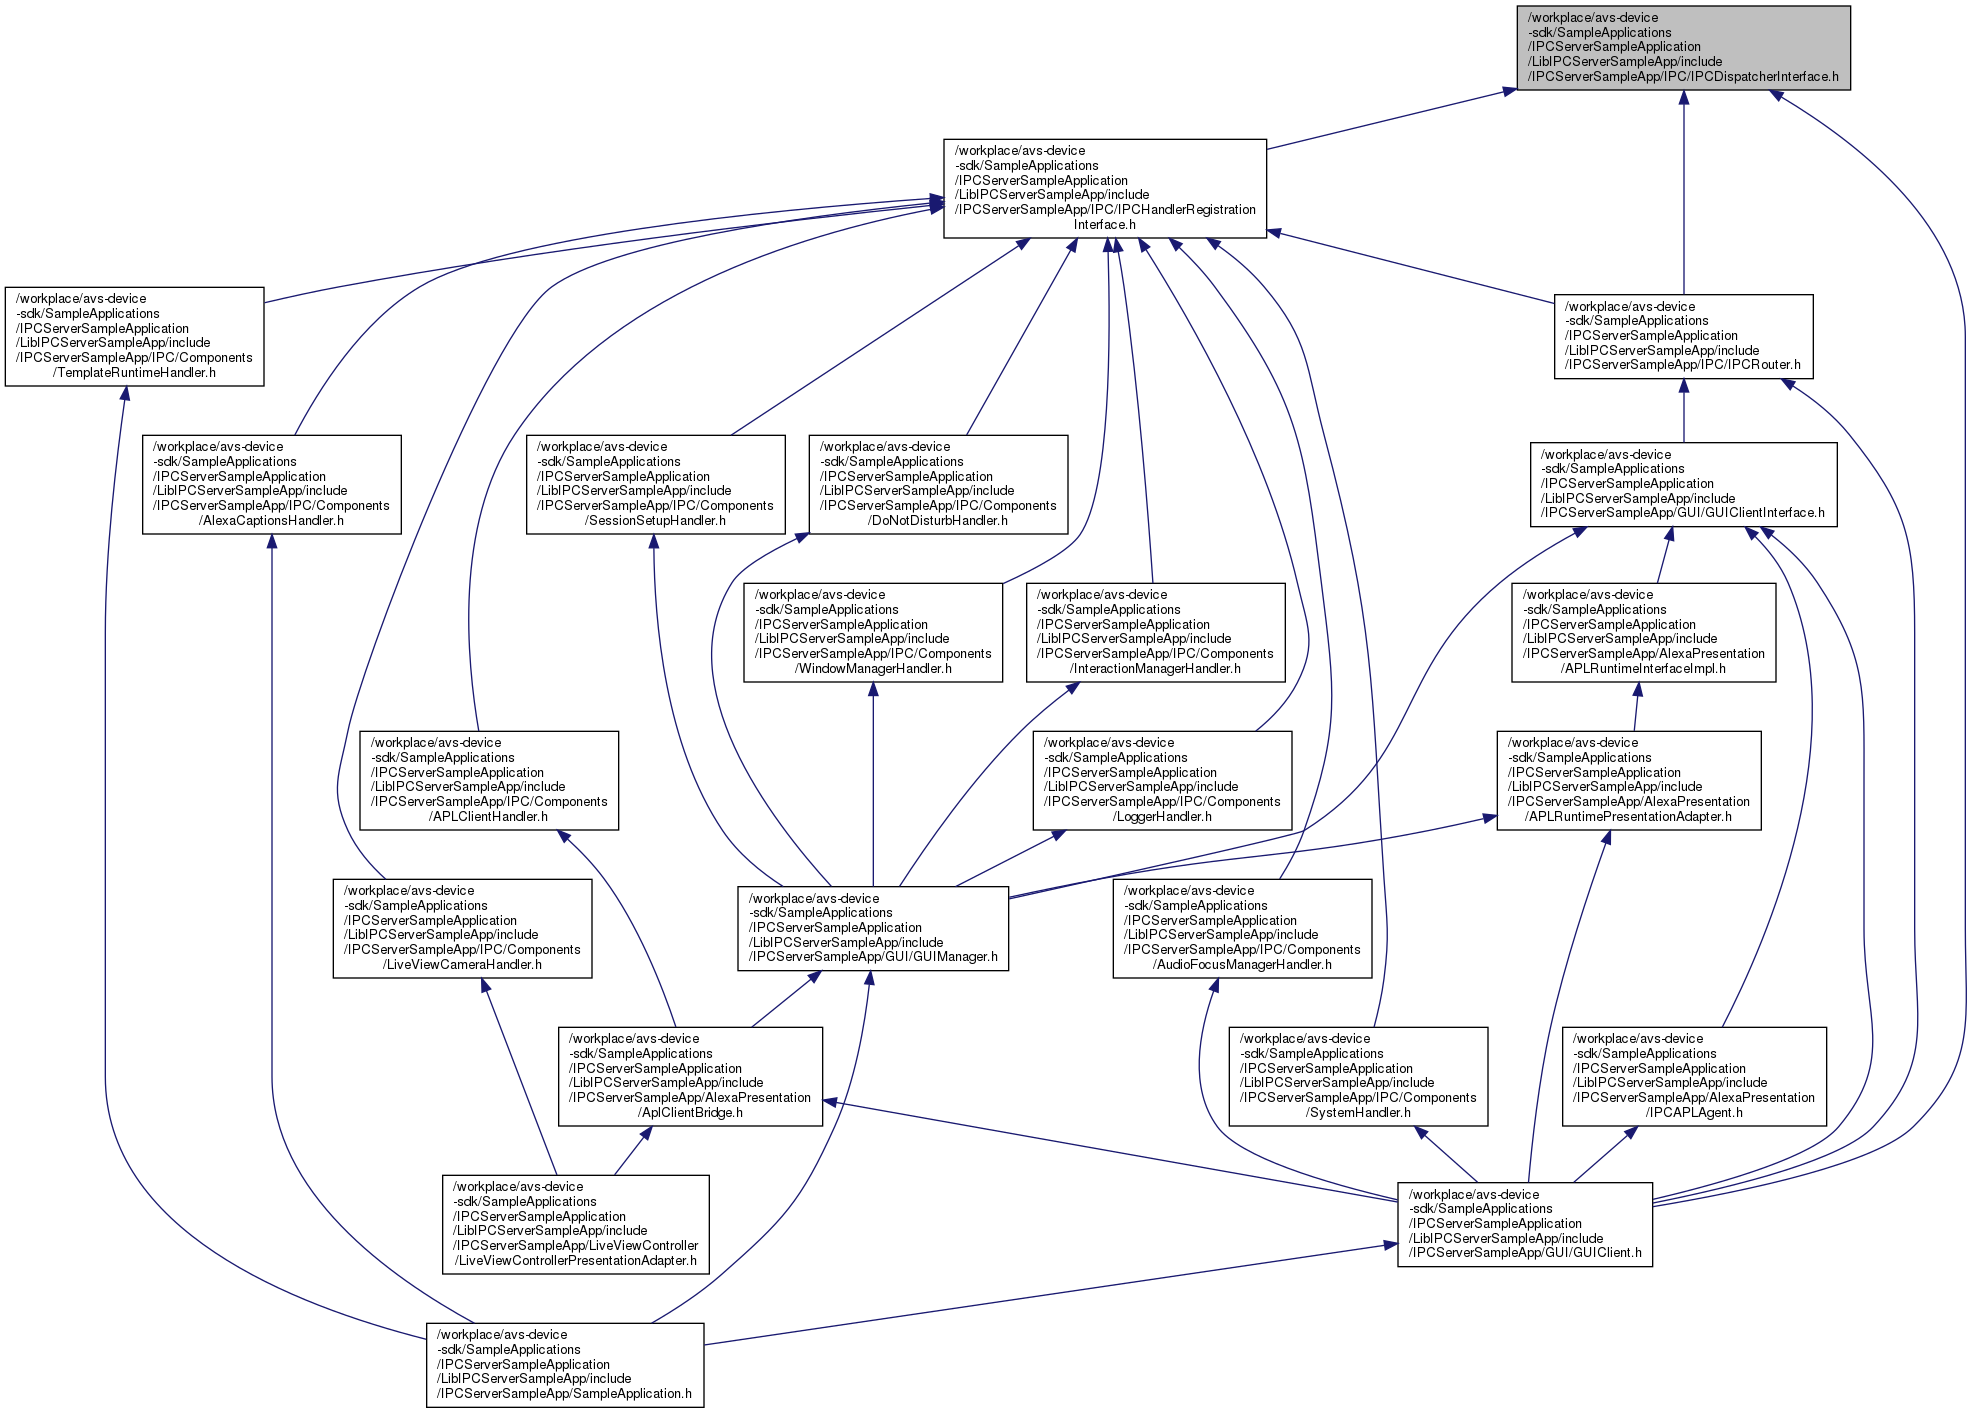 /workplace/avs-device
-sdk/SampleApplications
/IPCServerSampleApplication
/LibIPCServerSampleApp/include
/IPCServerSampleApp/IPC/IPCDispatcherInterface.h
/workplace/avs-device
-sdk/SampleApplications
/IPCServerSampleApplication
/LibIPCServerSampleApp/include
/IPCServerSampleApp/IPC/IPCHandlerRegistration
Interface.h
/workplace/avs-device
-sdk/SampleApplications
/IPCServerSampleApplication
/LibIPCServerSampleApp/include
/IPCServerSampleApp/IPC/Components
/TemplateRuntimeHandler.h
/workplace/avs-device
-sdk/SampleApplications
/IPCServerSampleApplication
/LibIPCServerSampleApp/include
/IPCServerSampleApp/IPC/IPCRouter.h
/workplace/avs-device
-sdk/SampleApplications
/IPCServerSampleApplication
/LibIPCServerSampleApp/include
/IPCServerSampleApp/IPC/Components
/AlexaCaptionsHandler.h
/workplace/avs-device
-sdk/SampleApplications
/IPCServerSampleApplication
/LibIPCServerSampleApp/include
/IPCServerSampleApp/IPC/Components
/SessionSetupHandler.h
/workplace/avs-device
-sdk/SampleApplications
/IPCServerSampleApplication
/LibIPCServerSampleApp/include
/IPCServerSampleApp/IPC/Components
/DoNotDisturbHandler.h
/workplace/avs-device
-sdk/SampleApplications
/IPCServerSampleApplication
/LibIPCServerSampleApp/include
/IPCServerSampleApp/GUI/GUIClientInterface.h
/workplace/avs-device
-sdk/SampleApplications
/IPCServerSampleApplication
/LibIPCServerSampleApp/include
/IPCServerSampleApp/IPC/Components
/WindowManagerHandler.h
/workplace/avs-device
-sdk/SampleApplications
/IPCServerSampleApplication
/LibIPCServerSampleApp/include
/IPCServerSampleApp/IPC/Components
/InteractionManagerHandler.h
/workplace/avs-device
-sdk/SampleApplications
/IPCServerSampleApplication
/LibIPCServerSampleApp/include
/IPCServerSampleApp/AlexaPresentation
/APLRuntimeInterfaceImpl.h
/workplace/avs-device
-sdk/SampleApplications
/IPCServerSampleApplication
/LibIPCServerSampleApp/include
/IPCServerSampleApp/IPC/Components
/APLClientHandler.h
/workplace/avs-device
-sdk/SampleApplications
/IPCServerSampleApplication
/LibIPCServerSampleApp/include
/IPCServerSampleApp/IPC/Components
/LoggerHandler.h
/workplace/avs-device
-sdk/SampleApplications
/IPCServerSampleApplication
/LibIPCServerSampleApp/include
/IPCServerSampleApp/AlexaPresentation
/APLRuntimePresentationAdapter.h
/workplace/avs-device
-sdk/SampleApplications
/IPCServerSampleApplication
/LibIPCServerSampleApp/include
/IPCServerSampleApp/IPC/Components
/LiveViewCameraHandler.h
/workplace/avs-device
-sdk/SampleApplications
/IPCServerSampleApplication
/LibIPCServerSampleApp/include
/IPCServerSampleApp/GUI/GUIManager.h
/workplace/avs-device
-sdk/SampleApplications
/IPCServerSampleApplication
/LibIPCServerSampleApp/include
/IPCServerSampleApp/IPC/Components
/AudioFocusManagerHandler.h
/workplace/avs-device
-sdk/SampleApplications
/IPCServerSampleApplication
/LibIPCServerSampleApp/include
/IPCServerSampleApp/AlexaPresentation
/AplClientBridge.h
/workplace/avs-device
-sdk/SampleApplications
/IPCServerSampleApplication
/LibIPCServerSampleApp/include
/IPCServerSampleApp/IPC/Components
/SystemHandler.h
/workplace/avs-device
-sdk/SampleApplications
/IPCServerSampleApplication
/LibIPCServerSampleApp/include
/IPCServerSampleApp/AlexaPresentation
/IPCAPLAgent.h
/workplace/avs-device
-sdk/SampleApplications
/IPCServerSampleApplication
/LibIPCServerSampleApp/include
/IPCServerSampleApp/LiveViewController
/LiveViewControllerPresentationAdapter.h
/workplace/avs-device
-sdk/SampleApplications
/IPCServerSampleApplication
/LibIPCServerSampleApp/include
/IPCServerSampleApp/GUI/GUIClient.h
/workplace/avs-device
-sdk/SampleApplications
/IPCServerSampleApplication
/LibIPCServerSampleApp/include
/IPCServerSampleApp/SampleApplication.h